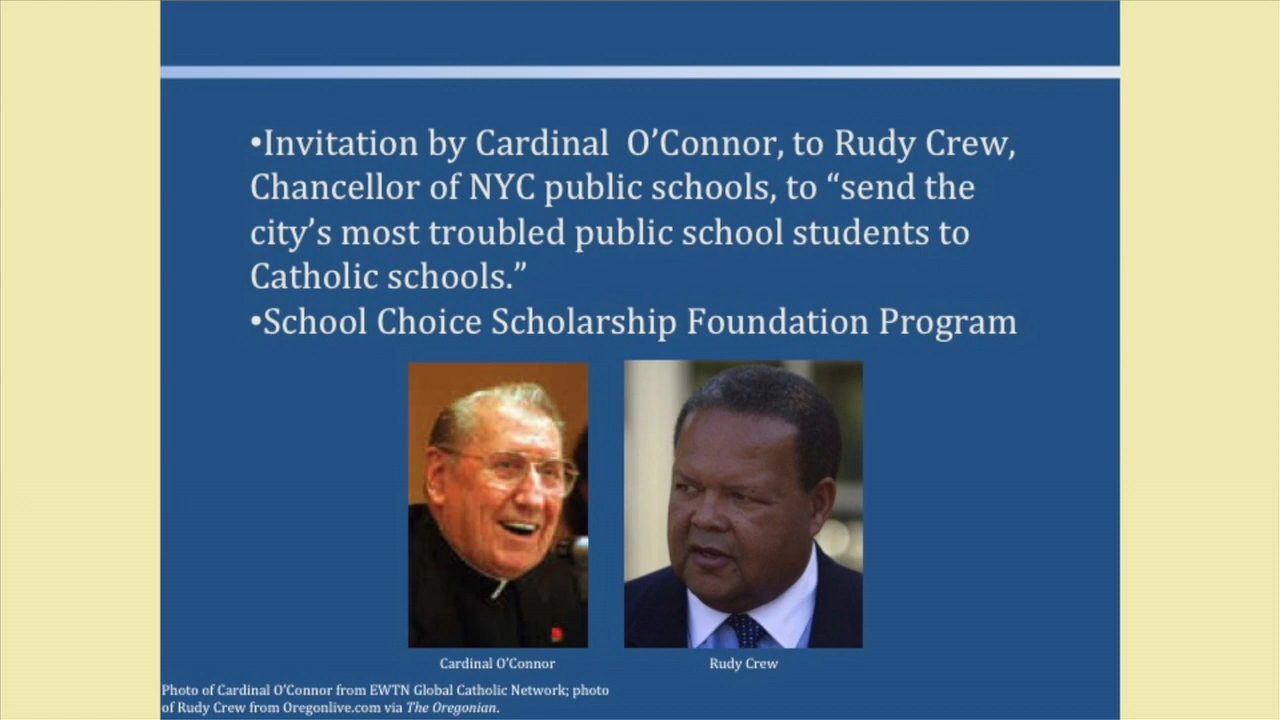 •Invitation by Cardinal  O’Connor, to Rudy Crew,
Chancellor of NYC public schools, to “send the
city’s most troubled public school students to
Catholic schools.”
•School Choice Scholarship Foundation Program
Cardinal O’Connor
Rudy Crew
Photo of Cardinal O’Connor from EWTN Global Catholic Network; photo
of Rudy Crew from Oregonlive.com via The Oregonian.